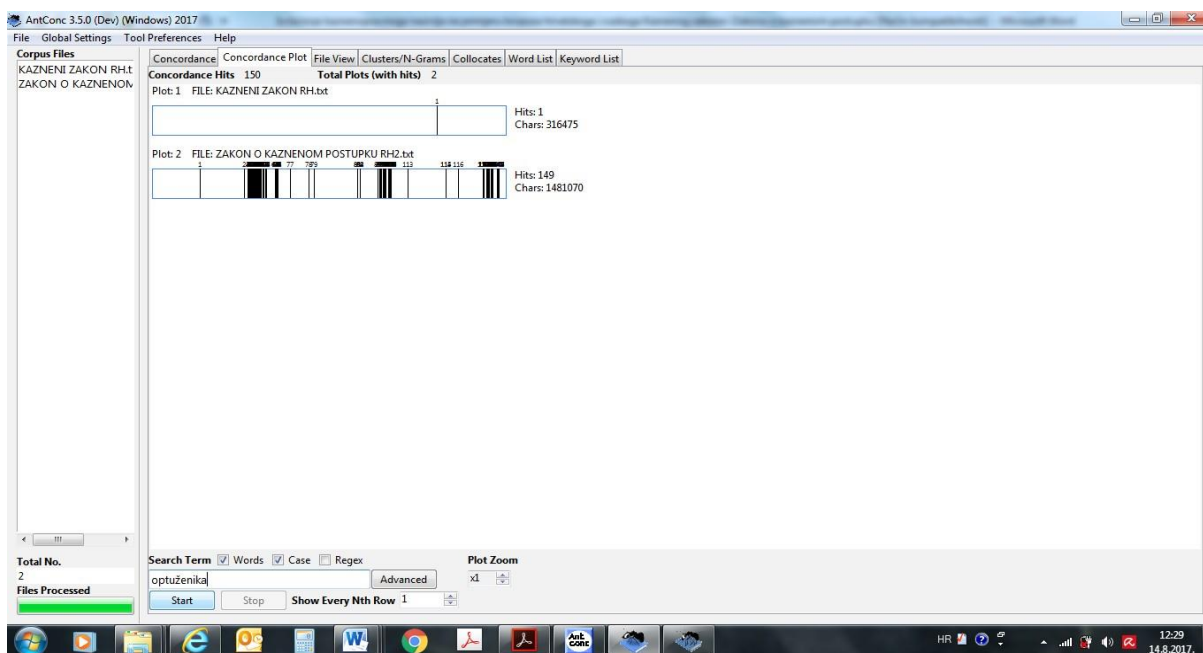 AntConc 3.5.0 (Dev) (Windows) 2017
File Global Settings Tool Preferences Help
Corpus Files
KAZNENI ZAKON RH.t
ZAKON O KAZNENOM
Concordance Concordance Plot File View Clusters/N-Grams Collocates Word List Keyword List
Concordance Hits 150 Total Plots (with hits) 2
Plot: 1 FILE: KAZNENI ZAKON RH.txt
1
Hits: 1
Chars: 316475
Plot: 2 FILE: ZAKON O KAZNENOM POSTUPKU RH2.txt
1 77 113 116
Hits: 149
Chars: 1481070
Total No.
2
Files Processed
Search Term Words Case Regex
optuženika Advanced
Start Stop Show Every Nth Row 1
Plot Zoom
x1
HR
12:29
14.8.2017.